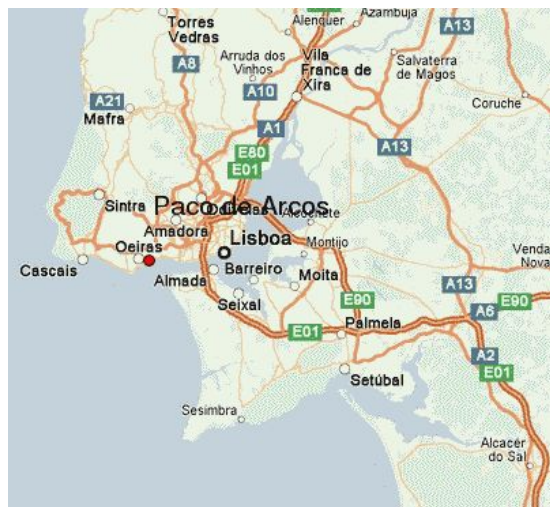 Torres
Vedras
Alenquer
Azambuja
A13
A8
Arruda dos
Vinhos
Vila
Franca de
Xira
Salvaterra
de Magos
A10
A21
Mafra
Coruche
A1
E80
E01
A13
Sintra
Paco de Arcos
Amadora
Alcochete
Lisboa
Montijo
Oeiras
Cascais
Almada
Barreiro
Moita
Seixal
Venda
Nova
A13
E90
E90
A6
E01
Palmela
A2
E01
Setúbal
Sesimbra
Alcácer
do Sal